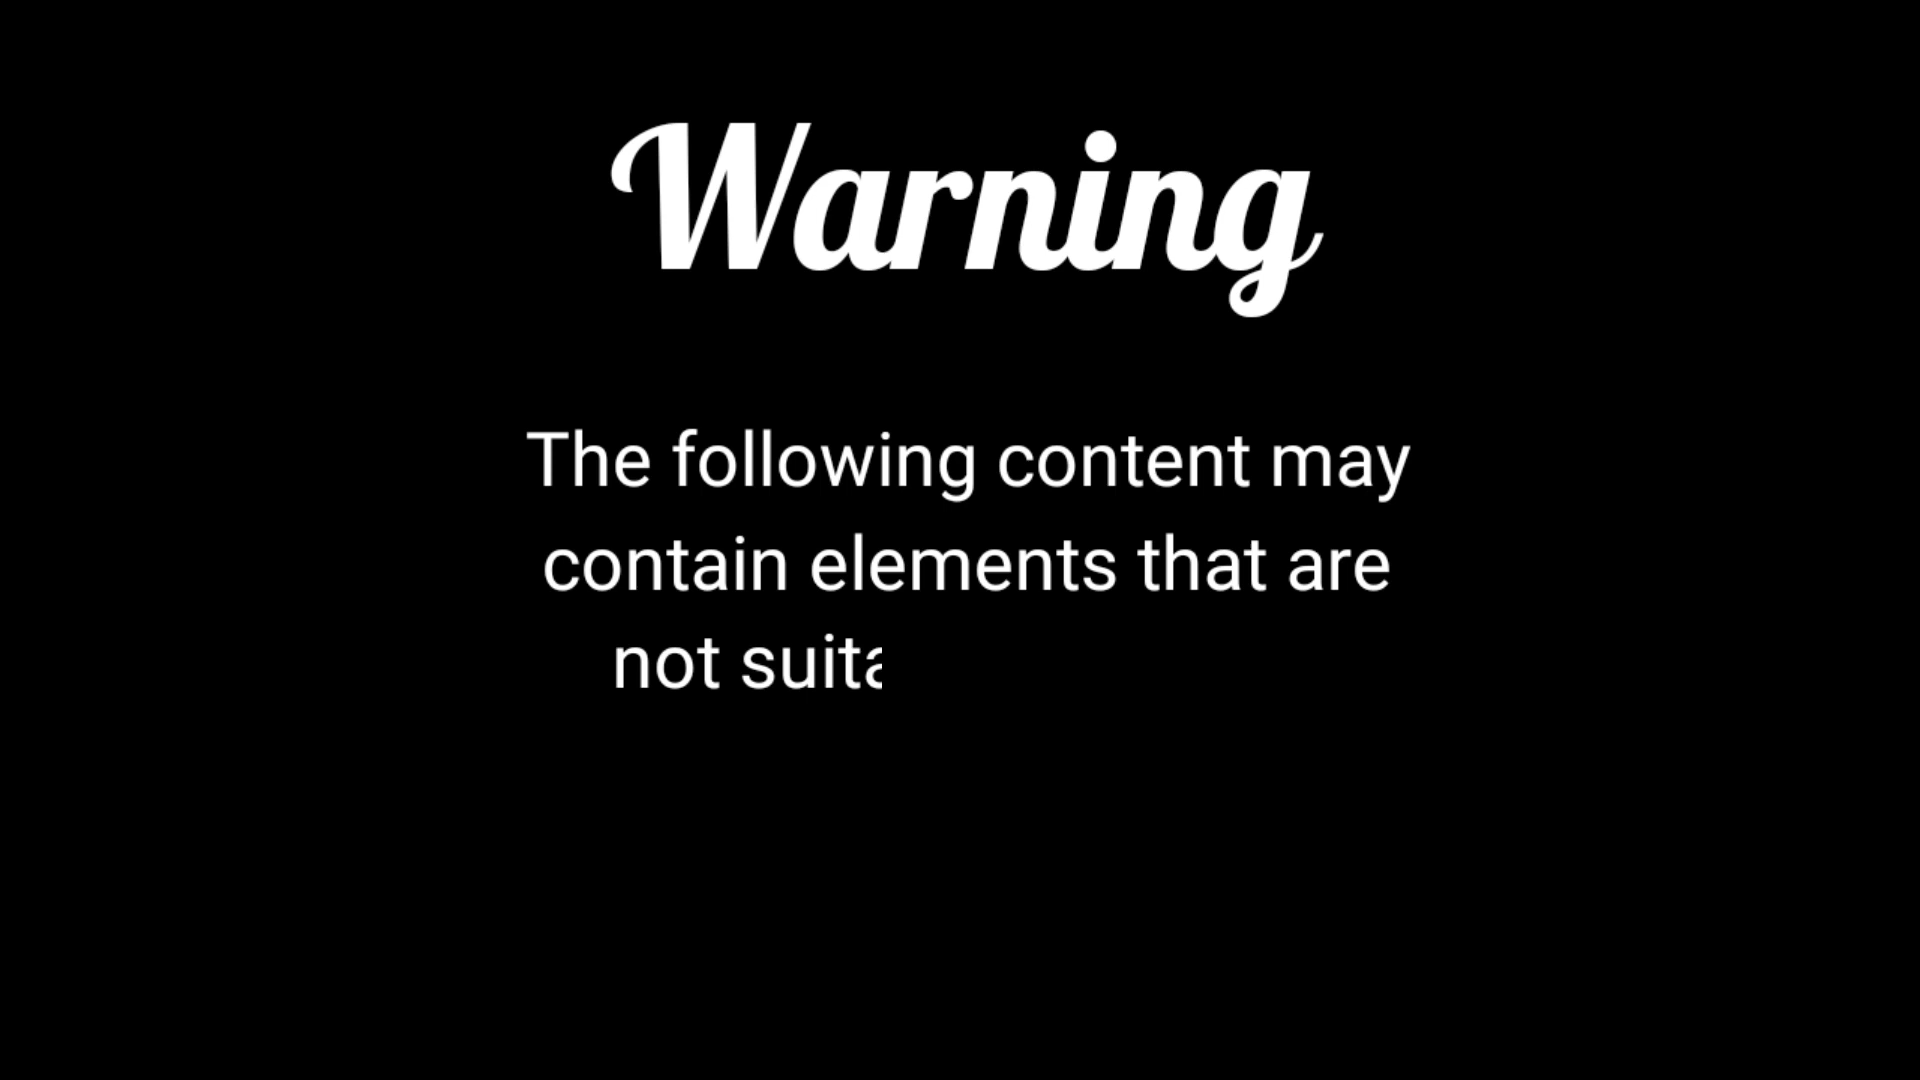 Warning
The following content may
contain elements that are
not suita